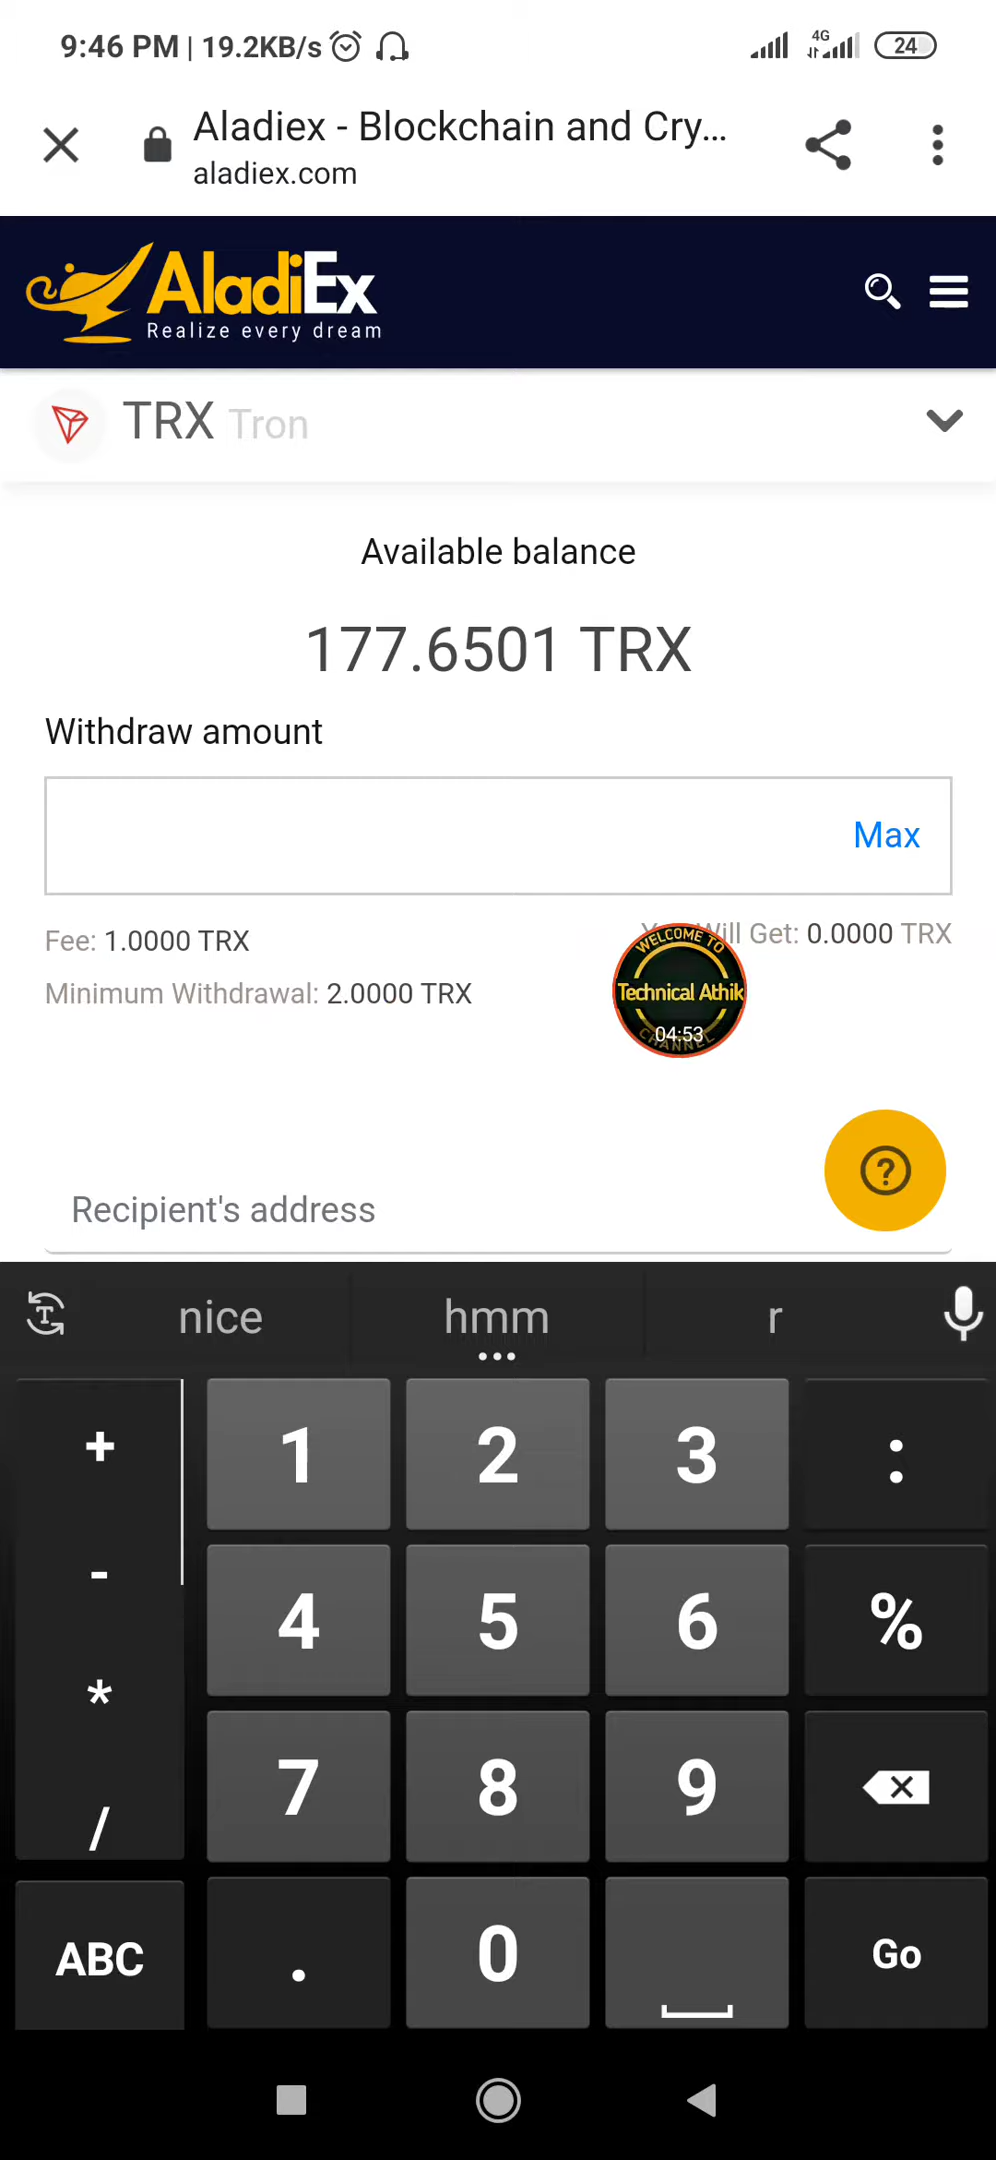 9:46 PM | 19.2KB/s
4G
24
Aladiex - Blockchain and Cry...
aladiex.com
AladiEx
Realize every dream
TRX Tron
Available balance
177.6501 TRX
Withdraw amount
Max
Fee: 1.0000 TRX
Will Get: 0.0000 TRX
Minimum Withdrawal: 2.0000 TRX
WELCOME TO
Technical Athik
04:53
CHANNEL
?
Recipient's address
T
nice hmm r
+ 1 2 3 :
- 4 5 6 %
*
/ 7 8 9
ABC . 0 Go